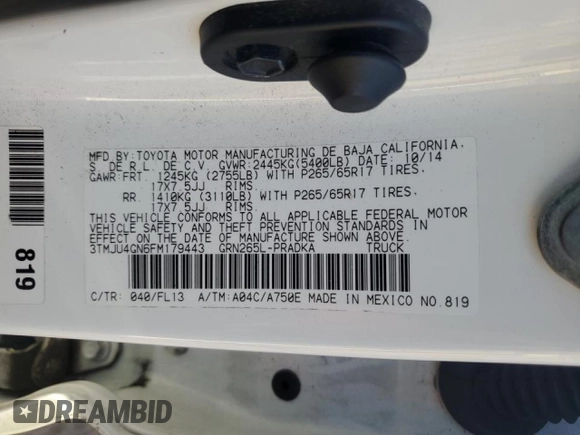 819
MFD. BY: TOYOTA MOTOR MANUFACTURING DE BAJA CALIFORNIA.
S. DE R.L. DE C.V. GVWR:2445KG(5400LB) DATE: 10/14
GAWR FRT. 1245KG (2755LB) WITH P265/65R17 TIRES.
17X7.5JJ RIMS.
RR. 1410KG (3110LB) WITH P265/65R17 TIRES.
17X7.5JJ RIMS.
THIS VEHICLE CONFORMS TO ALL APPLICABLE FEDERAL MOTOR
VEHICLE SAFETY AND THEFT PREVENTION STANDARDS IN
EFFECT ON THE DATE OF MANUFACTURE SHOWN ABOVE.
3TMJU4GN6FM179443 GRN265L-PRADKA TRUCK
C/TR: 040/FL13 A/TM:A04C/A750E MADE IN MEXICO NO.819
DREAMBID